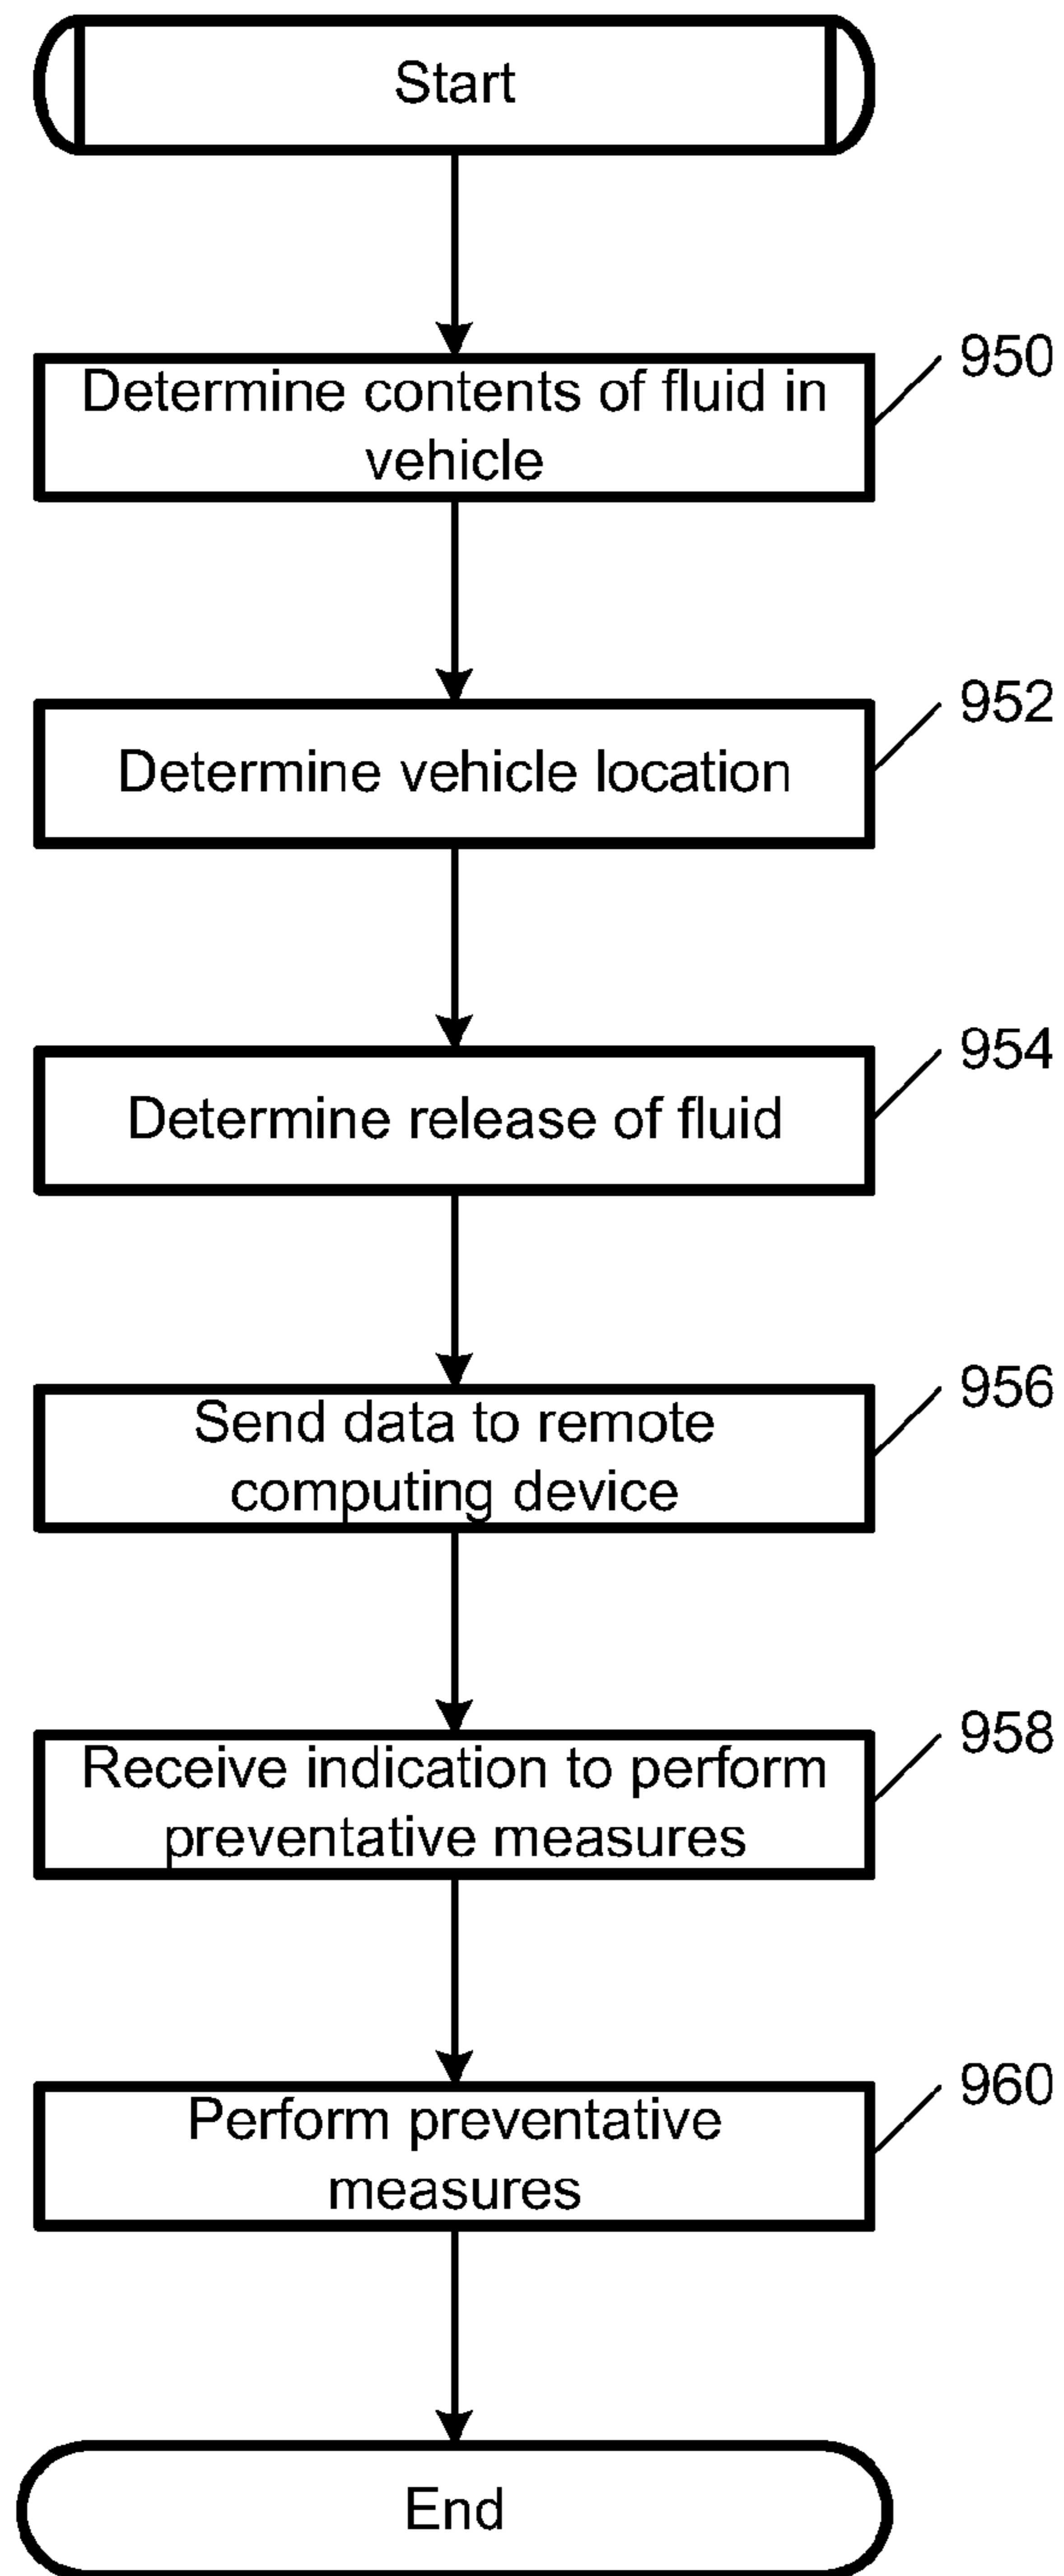 Start
950
Determine contents of fluid in
vehicle
952
Determine vehicle location
954
Determine release of fluid
956
Send data to remote
computing device
958
Receive indication to perform
preventative measures
960
Perform preventative
measures
End